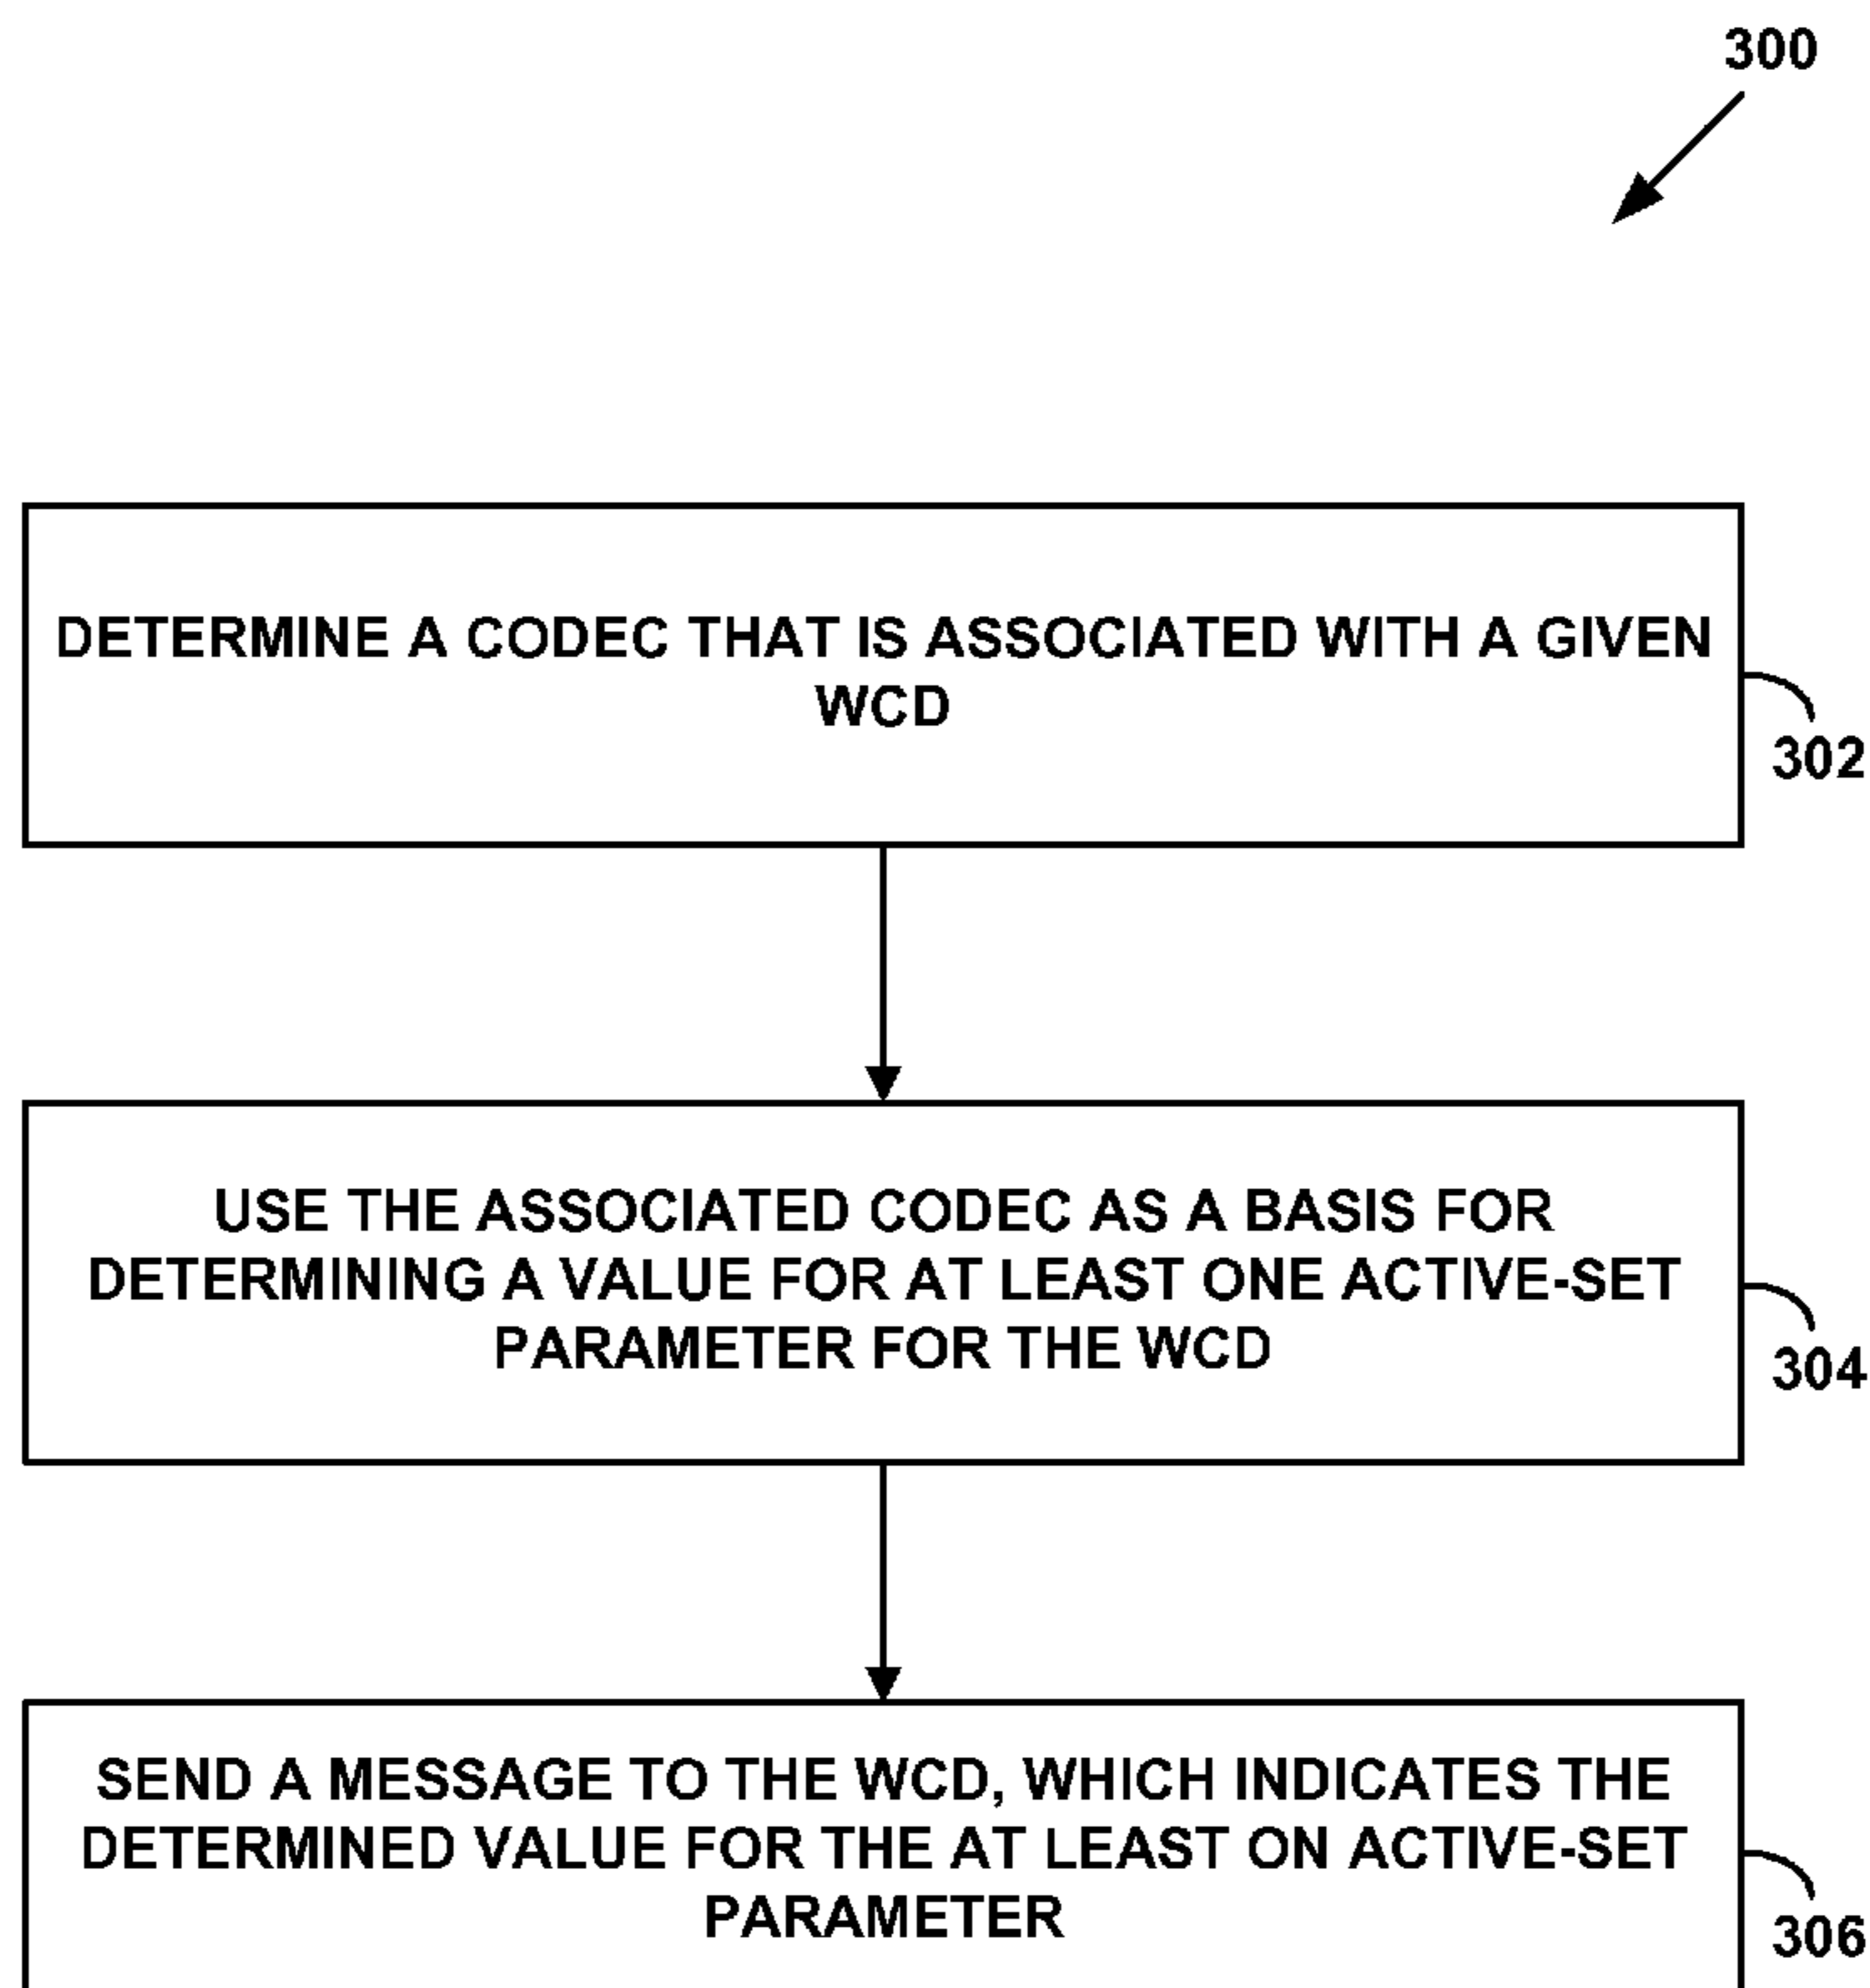 300
DETERMINE A CODEC THAT IS ASSOCIATED WITH A GIVEN
WCD
302
USE THE ASSOCIATED CODEC AS A BASIS FOR
DETERMINING A VALUE FOR AT LEAST ONE ACTIVE-SET
PARAMETER FOR THE WCD
304
SEND A MESSAGE TO THE WCD, WHICH INDICATES THE
DETERMINED VALUE FOR THE AT LEAST ON ACTIVE-SET
PARAMETER
306